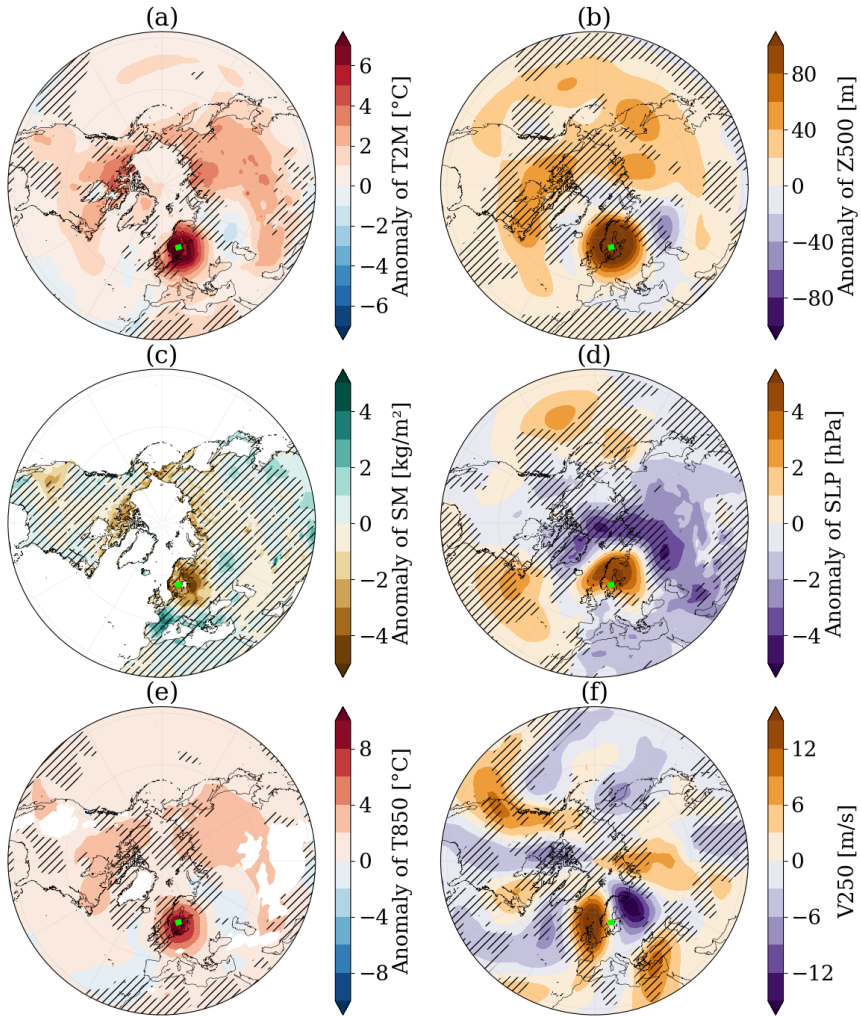 (a)
6
4
2
0
−2
−4
−6
Anomaly of T2M [°C]
(b)
80
40
0
−40
−80
Anomaly of Z500 [m]
(c)
4
2
0
−2
−4
Anomaly of SM [kg/m²]
(d)
4
2
0
−2
−4
Anomaly of SLP [hPa]
(e)
8
4
0
−4
−8
Anomaly of T850 [°C]
(f)
12
6
0
−6
−12
V250 [m/s]